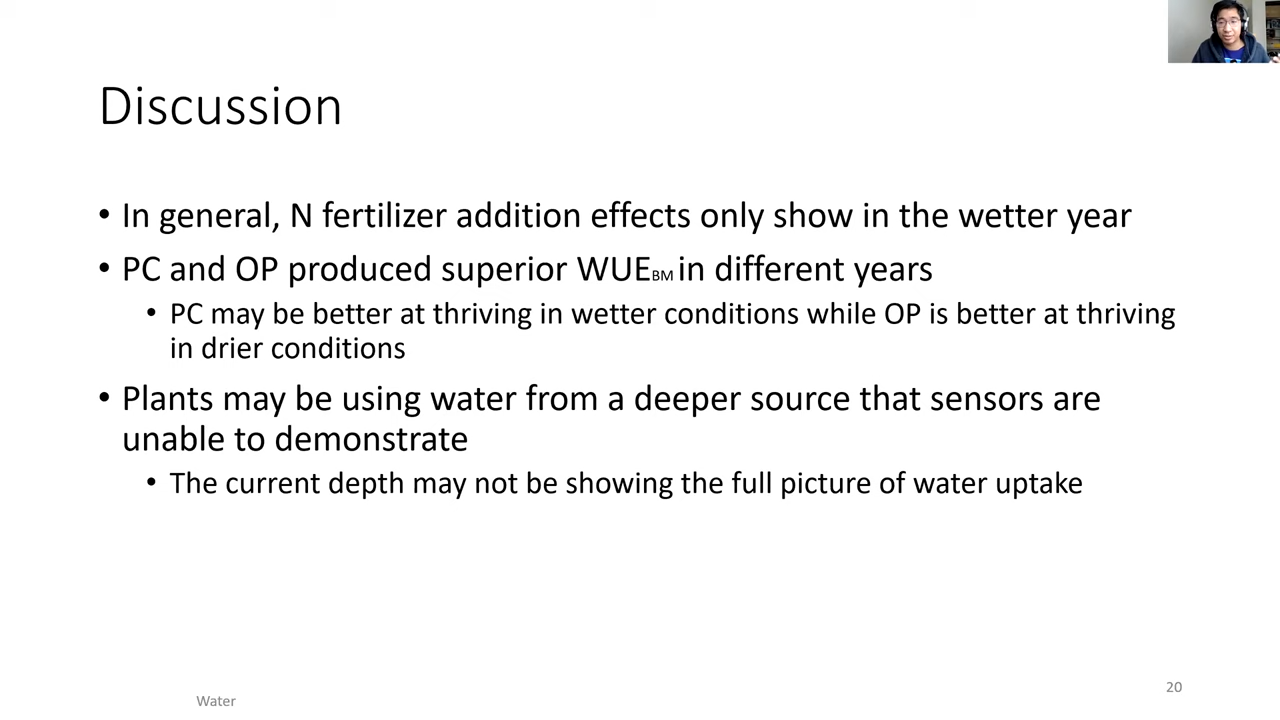 Discussion
• In general, N fertilizer addition effects only show in the wetter year
• PC and OP produced superior WUEBM in different years
• PC may be better at thriving in wetter conditions while OP is better at thriving
in drier conditions
• Plants may be using water from a deeper source that sensors are
unable to demonstrate
• The current depth may not be showing the full picture of water uptake
Water
20